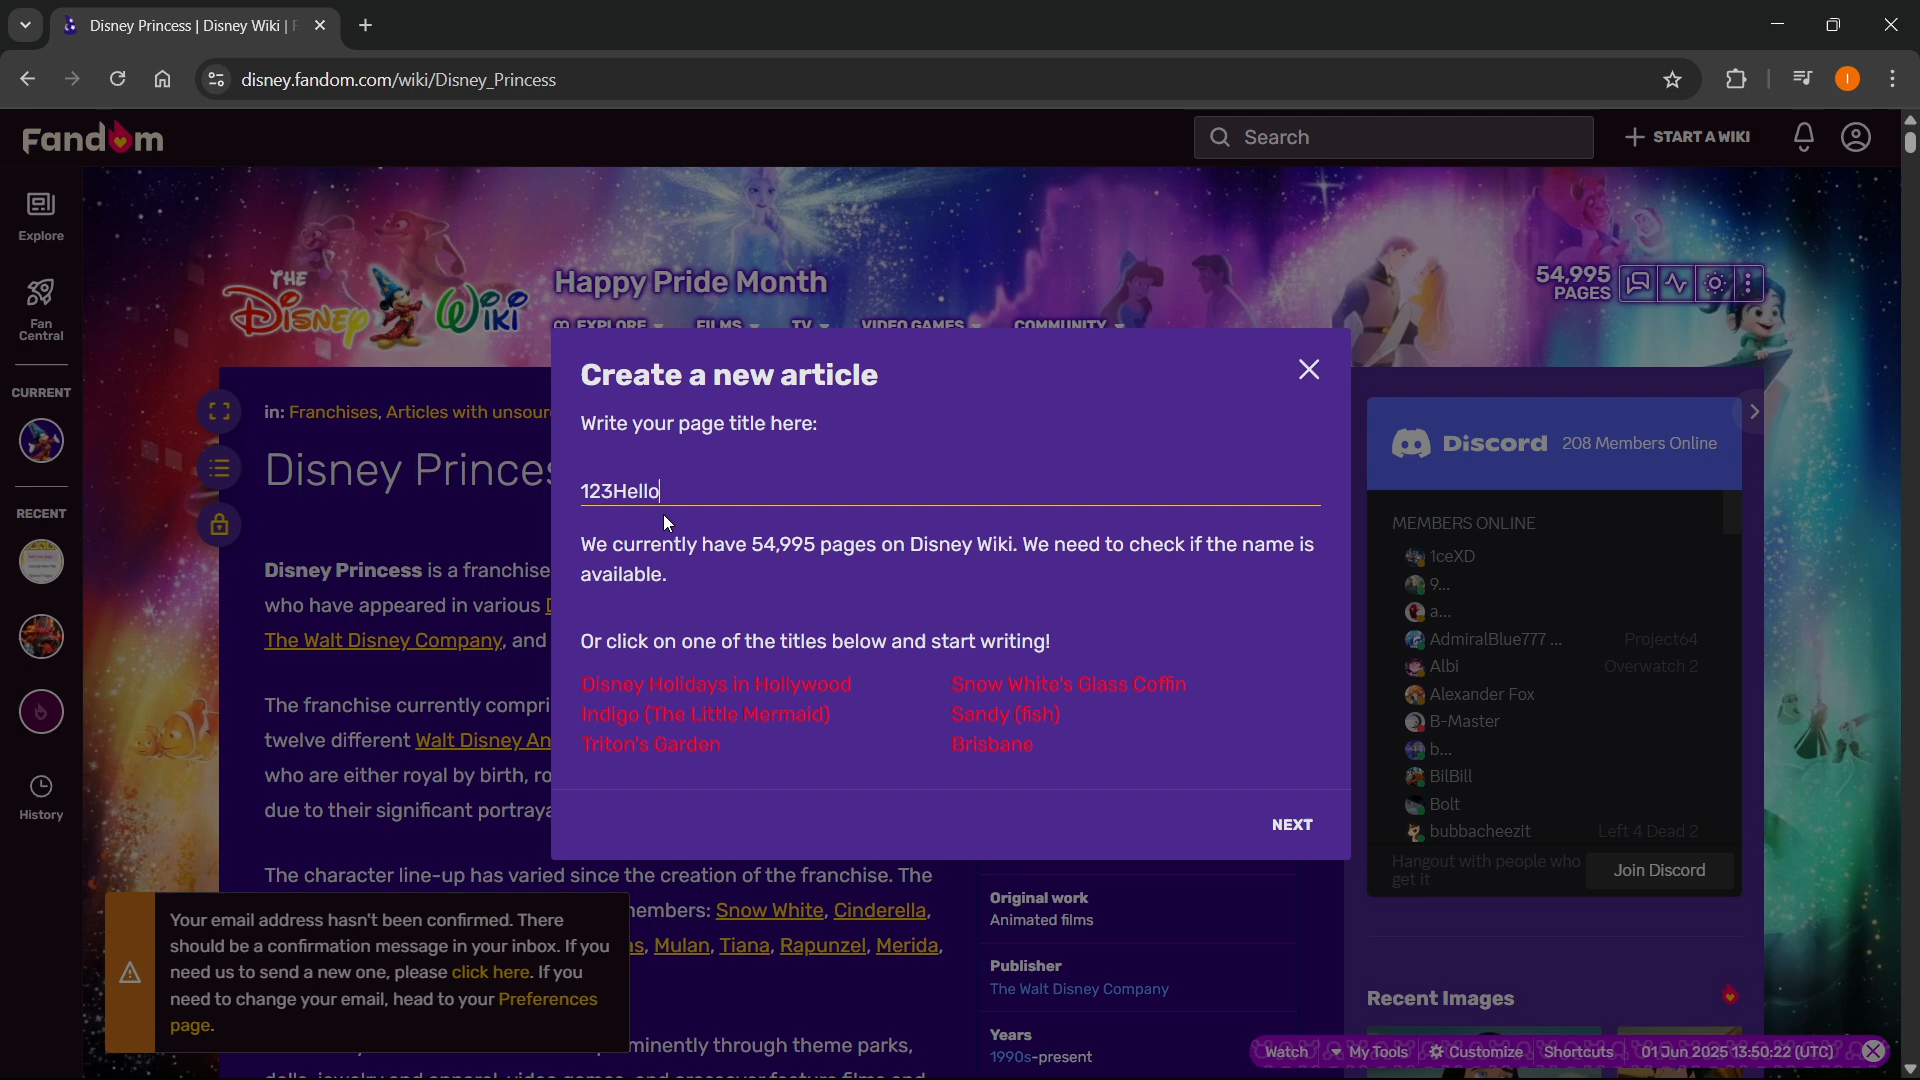 Disney Princess | Disney Wiki |
disney.fandom.com/wiki/Disney_Princess
I
Fandom
Search
START A WIKI
Explore
Fan
Central
CURRENT
RECENT
History
THE
DISNEY Wiki
Happy Pride Month
54,995
PAGES
EXPLORE FILMS TV VIDEO GAMES COMMUNITY
in: Franchises, Articles with
Disney
Disney Princess is a franchise
who have appeared in various
The Walt Disney Company, and
The franchise currently
twelve different Walt Disney
who are either royal by birth,
due to their significant
The character line-up has varied since the creation of the franchise. The
Snow White, Cinderella,
Mulan, Tiana, Rapunzel, Merida,
through theme parks,
Create a new article
Write your page title here:
123Hello
We currently have 54,995 pages on Disney Wiki. We need to check if the name is
available.
Or click on one of the titles below and start writing!
Disney Holidays in Hollywood
Snow White's Glass Coffin
Indigo (The Little Mermaid)
Sandy (fish)
Triton's Garden
Brisbane
NEXT
Discord 208 Members Online
MEMBERS ONLINE
1ceXD
9...
a...
AdmiralBlue777 ... Project64
Albi Overwatch 2
Alexander Fox
B-Master
b...
BilBill
Bolt
bubbacheezit Left 4 Dead 2
Hangout with people who
get it
Join Discord
Original work
Animated films
Publisher
The Walt Disney Company
Years
1990s-present
Recent Images
Your email address hasn't been confirmed. There
should be a confirmation message in your inbox. If you
need us to send a new one, please click here. If you
need to change your email, head to your Preferences
page.
Watch My Tools Customize Shortcuts 01 Jun 2025 13:50:22 (UTC)